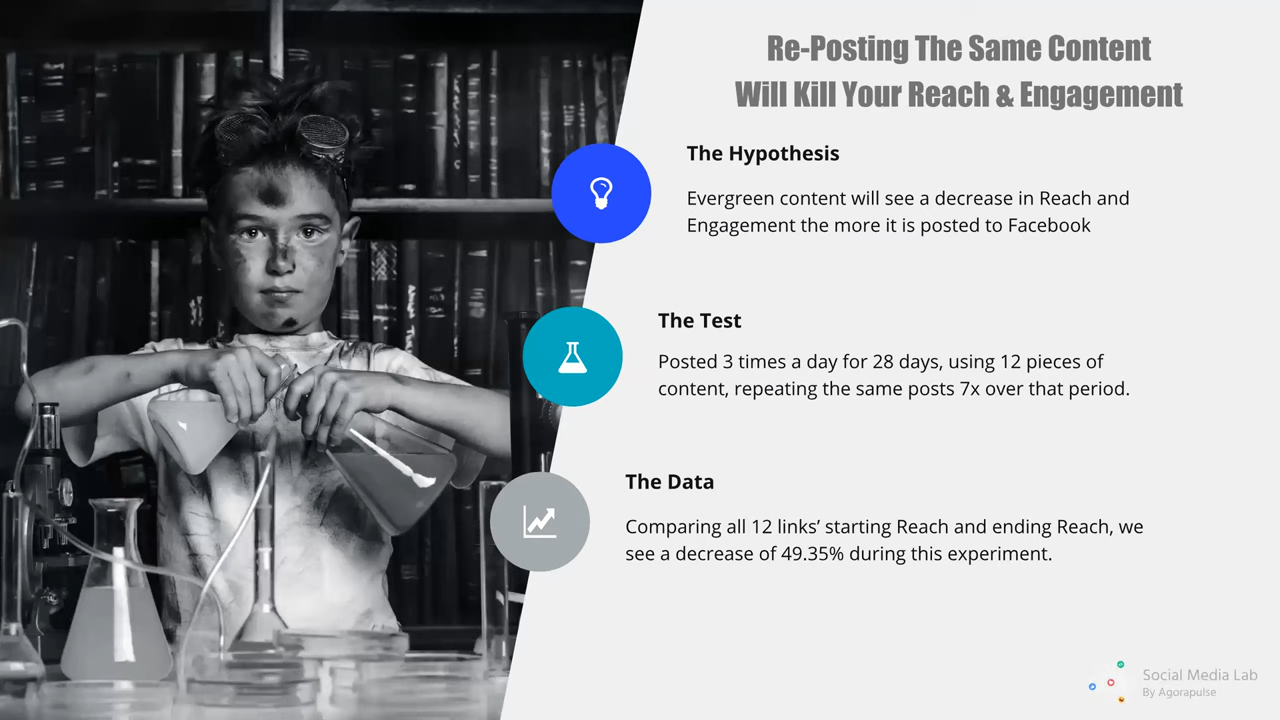 Re-Posting The Same Content
Will Kill Your Reach & Engagement
The Hypothesis
Evergreen content will see a decrease in Reach and
Engagement the more it is posted to Facebook
The Test
Posted 3 times a day for 28 days, using 12 pieces of
content, repeating the same posts 7x over that period.
The Data
Comparing all 12 links’ starting Reach and ending Reach, we
see a decrease of 49.35% during this experiment.
Social Media Lab
By Agorapulse